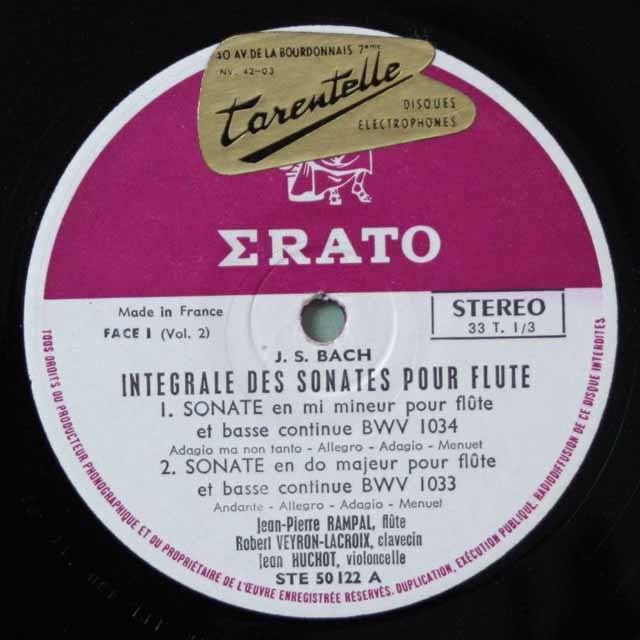 40 AV. DE LA BOURDONNAIS 7eme
INV. 42-03
Tarentelle
DISQUES
ELECTROPHONES
ΣRATO
Made in France
FACE 1 (Vol. 2)
STEREO
33 T. 1/3
J. S. BACH
INTEGRALE DES SONATES POUR FLUTE
1. SONATE en mi mineur pour flûte
et basse continue BWV 1034
Adagio ma non tanto - Allegro - Adagio - Menuet
2. SONATE en do majeur pour flûte
et basse continue BWV 1033
Andante - Allegro - Adagio - Menuet
Jean-Pierre RAMPAL, flûte
Robert VEYRON-LACROIX, clavecin
Jean HUCHOT, violoncelle
STE 50 122 A
TOUS DROITS DU PRODUCTEUR PHONOGRAPHIQUE ET DU PROPRIÉTAIRE DE L'ŒUVRE ENREGISTRÉE RÉSERVÉS. DUPLICATION, EXÉCUTION PUBLIQUE, RADIODIFFUSION DE CE DISQUE INTERDITES